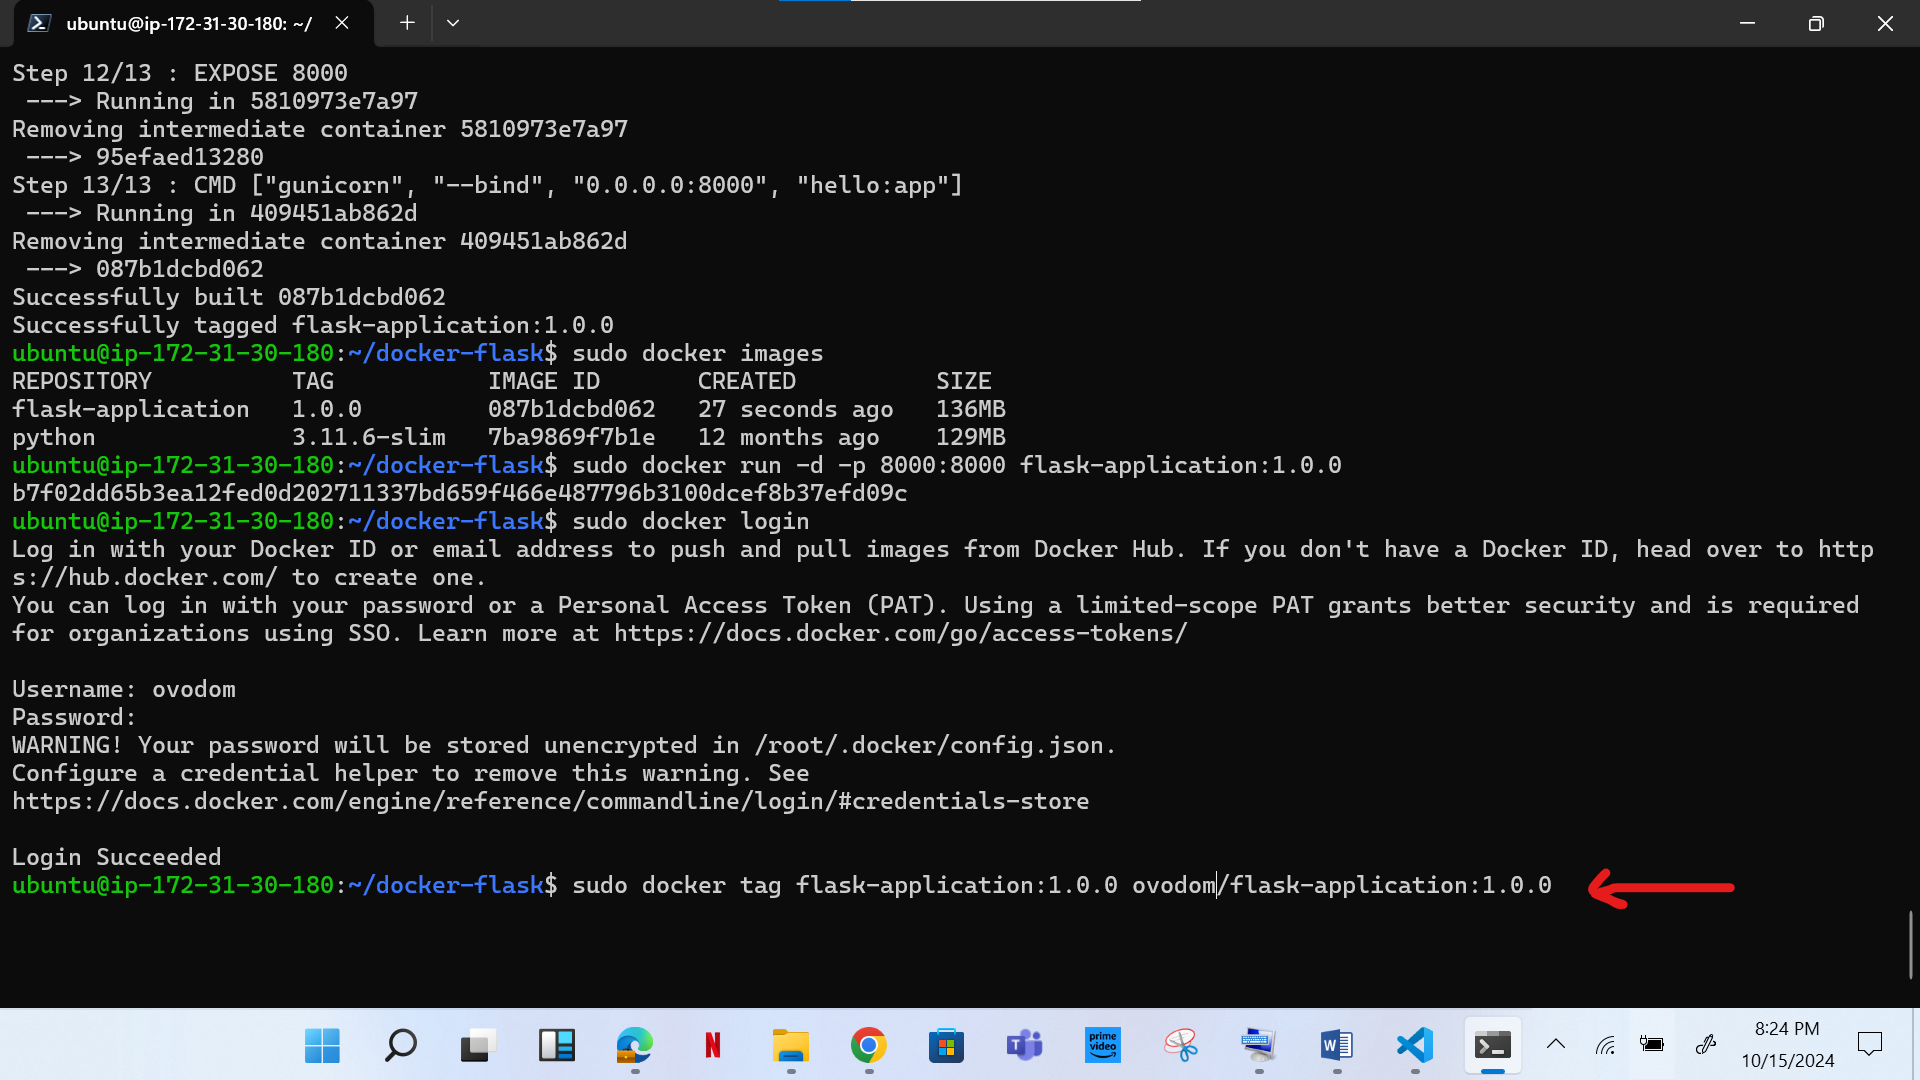 ubuntu@ip-172-31-30-180: ~/
Step 12/13 : EXPOSE 8000
 ---> Running in 5810973e7a97
Removing intermediate container 5810973e7a97
 ---> 95efaed13280
Step 13/13 : CMD ["gunicorn", "--bind", "0.0.0.0:8000", "hello:app"]
 ---> Running in 409451ab862d
Removing intermediate container 409451ab862d
 ---> 087b1dcbd062
Successfully built 087b1dcbd062
Successfully tagged flask-application:1.0.0
ubuntu@ip-172-31-30-180:~/docker-flask$ sudo docker images
REPOSITORY          TAG           IMAGE ID       CREATED          SIZE
flask-application   1.0.0         087b1dcbd062   27 seconds ago   136MB
python              3.11.6-slim   7ba9869f7b1e   12 months ago    129MB
ubuntu@ip-172-31-30-180:~/docker-flask$ sudo docker run -d -p 8000:8000 flask-application:1.0.0
b7f02dd65b3ea12fed0d202711337bd659f466e487796b3100dcef8b37efd09c
ubuntu@ip-172-31-30-180:~/docker-flask$ sudo docker login
Log in with your Docker ID or email address to push and pull images from Docker Hub. If you don't have a Docker ID, head over to http
s://hub.docker.com/ to create one.
You can log in with your password or a Personal Access Token (PAT). Using a limited-scope PAT grants better security and is required
for organizations using SSO. Learn more at https://docs.docker.com/go/access-tokens/
Username: ovodom
Password:
WARNING! Your password will be stored unencrypted in /root/.docker/config.json.
Configure a credential helper to remove this warning. See
https://docs.docker.com/engine/reference/commandline/login/#credentials-store
Login Succeeded
ubuntu@ip-172-31-30-180:~/docker-flask$ sudo docker tag flask-application:1.0.0 ovodom/flask-application:1.0.0
N
T
prime video
W
8:24 PM
10/15/2024